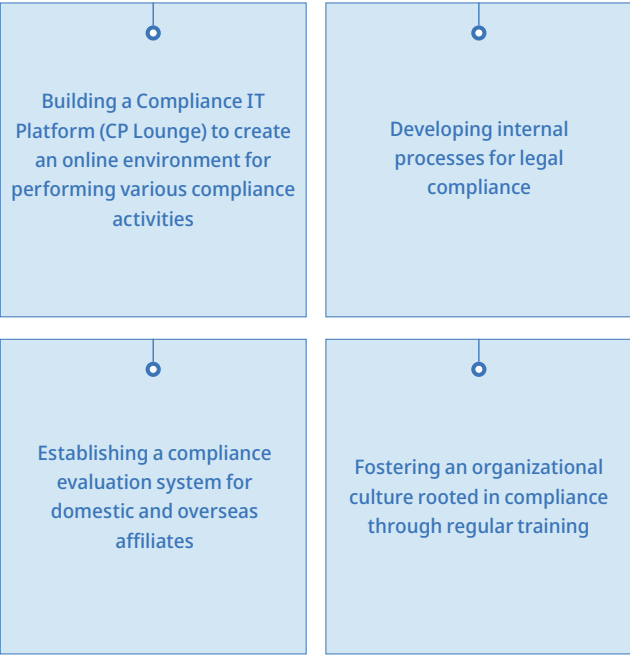 Building a Compliance IT
Platform (CP Lounge) to create
an online environment for
performing various compliance
activities
Developing internal
processes for legal
compliance
Establishing a compliance
evaluation system for
domestic and overseas
affiliates
Fostering an organizational
culture rooted in compliance
through regular training